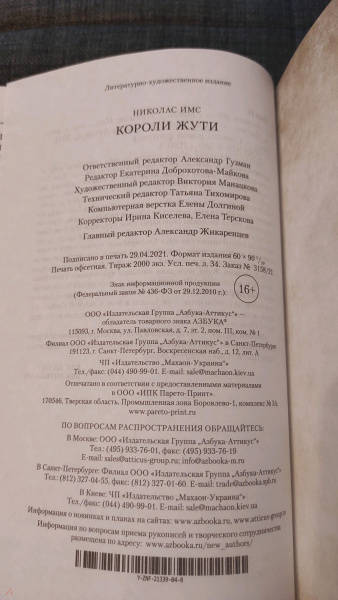 Литературно-художественное издание
НИКОЛАС ИМС
КОРОЛИ ЖУТИ
Ответственный редактор Александр Гузман
Редактор Екатерина Доброхотова-Майкова
Художественный редактор Виктория Манацкова
Технический редактор Татьяна Тихомирова
Компьютерная верстка Елены Долгиной
Корректоры Ирина Киселева, Елена Терскова
Главный редактор Александр Жикаренцев
Подписано в печать 29.04.2021. Формат издания 60 × 90 1/16.
Печать офсетная. Тираж 2000 экз. Усл. печ. л. 34. Заказ № 3158/21.
Знак информационной продукции
(Федеральный закон № 436-ФЗ от 29.12.2010 г.):
16+
ООО «Издательская Группа „Азбука-Аттикус“» —
обладатель товарного знака АЗБУКА®
115093, г. Москва, ул. Павловская, д. 7, эт. 2, пом. III, ком. № 1
Филиал ООО «Издательская Группа „Азбука-Аттикус“» в Санкт-Петербурге
191123, г. Санкт-Петербург, Воскресенская наб., д. 12, лит. А
ЧП «Издательство „Махаон-Украина“»
Тел./факс: (044) 490-99-01. E-mail: sale@machaon.kiev.ua
Отпечатано в соответствии с предоставленными материалами
в ООО «ИПК Парето-Принт».
170546, Тверская область, Промышленная зона Боровлево-1, комплекс № 3А
www.pareto-print.ru
ПО ВОПРОСАМ РАСПРОСТРАНЕНИЯ ОБРАЩАЙТЕСЬ:
В Москве: ООО «Издательская Группа „Азбука-Аттикус“»
Тел.: (495) 933-76-01, факс: (495) 933-76-19
E-mail: sales@atticus-group.ru; info@azbooka-m.ru
В Санкт-Петербурге: Филиал ООО «Издательская Группа „Азбука-Аттикус“»
Тел.: (812) 327-04-55, факс: (812) 327-01-60. E-mail: trade@azbooka.spb.ru
В Киеве: ЧП «Издательство „Махаон-Украина“»
Тел./факс: (044) 490-99-01. E-mail: sale@machaon.kiev.ua
Информация о новинках и планах на сайтах: www.azbooka.ru, www.atticus-group.ru
Информация по вопросам приема рукописей и творческого сотрудничества
размещена по адресу: www.azbooka.ru/new_authors/
Y-ZNF-21339-04-R